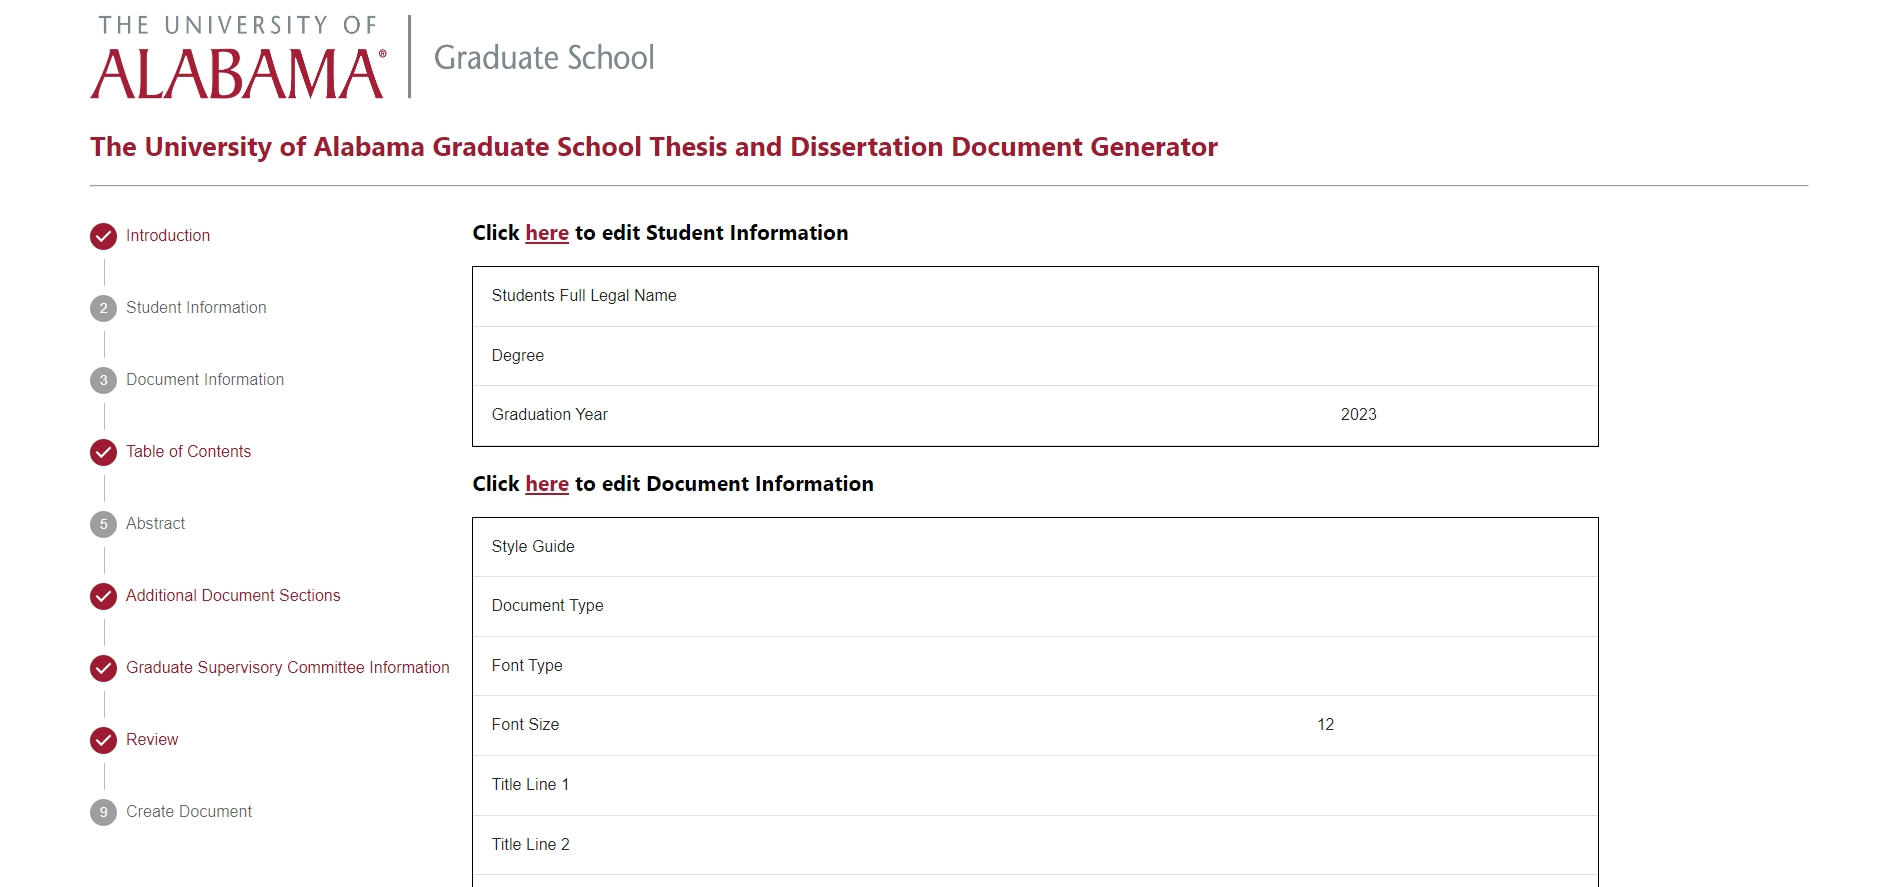 THE UNIVERSITY OF
ALABAMA®
Graduate School
The University of Alabama Graduate School Thesis and Dissertation Document Generator
Introduction
2 Student Information
3 Document Information
Table of Contents
5 Abstract
Additional Document Sections
Graduate Supervisory Committee Information
Review
9 Create Document
Click here to edit Student Information
Students Full Legal Name
Degree
Graduation Year 2023
Click here to edit Document Information
Style Guide
Document Type
Font Type
Font Size 12
Title Line 1
Title Line 2